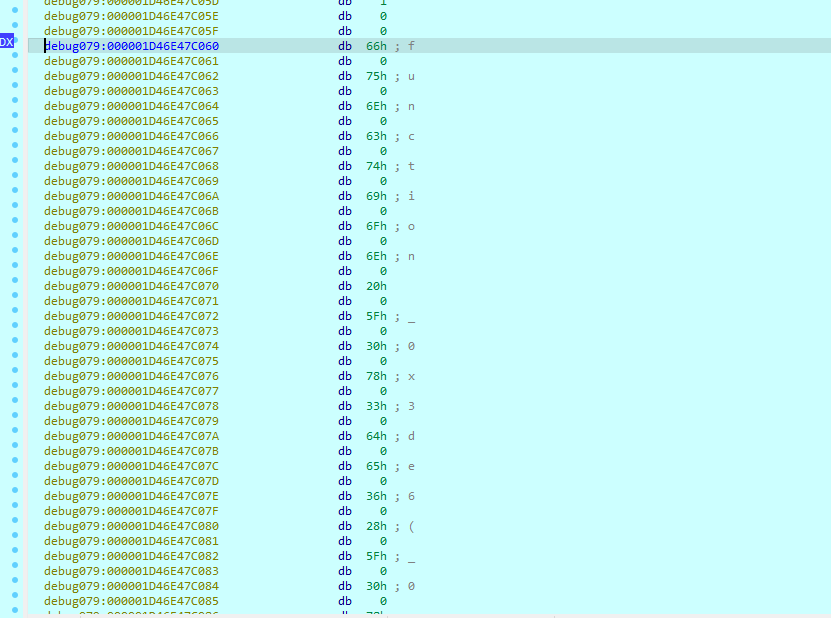 debug079:000001D46E47C05D db 1
debug079:000001D46E47C05E db 0
debug079:000001D46E47C05F db 0
DX debug079:000001D46E47C060 db 66h ; f
debug079:000001D46E47C061 db 0
debug079:000001D46E47C062 db 75h ; u
debug079:000001D46E47C063 db 0
debug079:000001D46E47C064 db 6Eh ; n
debug079:000001D46E47C065 db 0
debug079:000001D46E47C066 db 63h ; c
debug079:000001D46E47C067 db 0
debug079:000001D46E47C068 db 74h ; t
debug079:000001D46E47C069 db 0
debug079:000001D46E47C06A db 69h ; i
debug079:000001D46E47C06B db 0
debug079:000001D46E47C06C db 6Fh ; o
debug079:000001D46E47C06D db 0
debug079:000001D46E47C06E db 6Eh ; n
debug079:000001D46E47C06F db 0
debug079:000001D46E47C070 db 20h
debug079:000001D46E47C071 db 0
debug079:000001D46E47C072 db 5Fh ; _
debug079:000001D46E47C073 db 0
debug079:000001D46E47C074 db 30h ; 0
debug079:000001D46E47C075 db 0
debug079:000001D46E47C076 db 78h ; x
debug079:000001D46E47C077 db 0
debug079:000001D46E47C078 db 33h ; 3
debug079:000001D46E47C079 db 0
debug079:000001D46E47C07A db 64h ; d
debug079:000001D46E47C07B db 0
debug079:000001D46E47C07C db 65h ; e
debug079:000001D46E47C07D db 0
debug079:000001D46E47C07E db 36h ; 6
debug079:000001D46E47C07F db 0
debug079:000001D46E47C080 db 28h ; (
debug079:000001D46E47C081 db 0
debug079:000001D46E47C082 db 5Fh ; _
debug079:000001D46E47C083 db 0
debug079:000001D46E47C084 db 30h ; 0
debug079:000001D46E47C085 db 0